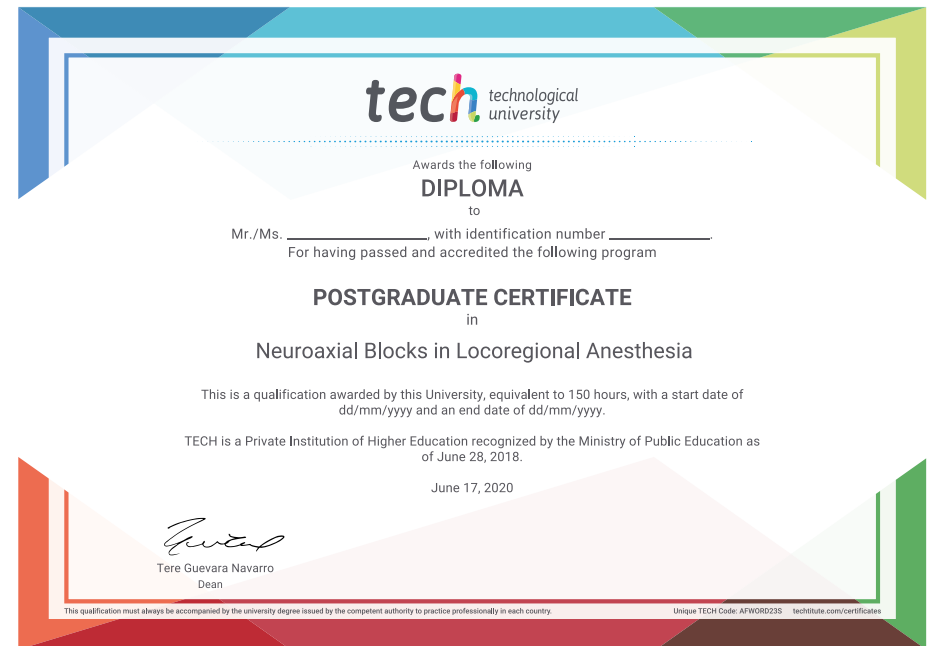 tech technological
university
Awards the following
DIPLOMA
to
Mr./Ms. ____________________, with identification number ______________.
For having passed and accredited the following program
POSTGRADUATE CERTIFICATE
in
Neuroaxial Blocks in Locoregional Anesthesia
This is a qualification awarded by this University, equivalent to 150 hours, with a start date of
dd/mm/yyyy and an end date of dd/mm/yyyy.
TECH is a Private Institution of Higher Education recognized by the Ministry of Public Education as
of June 28, 2018.
June 17, 2020
Tere Guevara Navarro
Dean
This qualification must always be accompanied by the university degree issued by the competent authority to practice professionally in each country.
Unique TECH Code: AFWORD23S techtitute.com/certificates